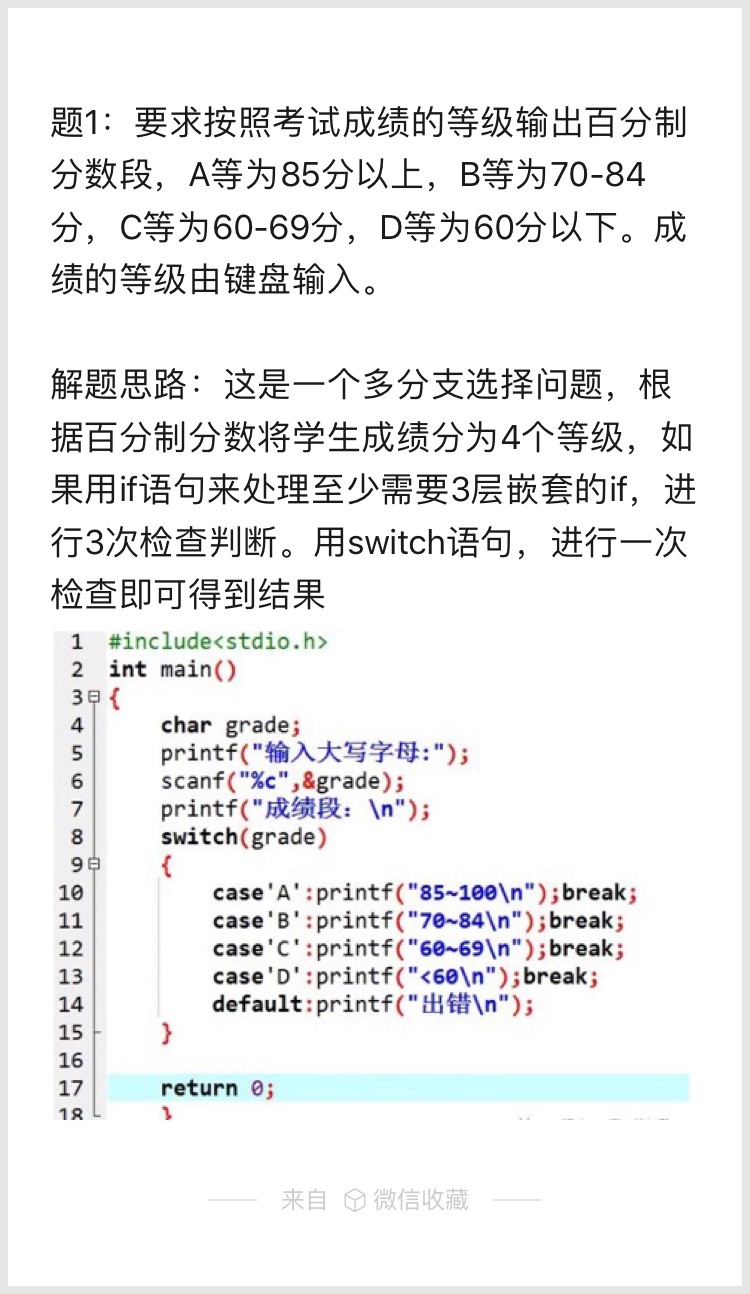 题1：要求按照考试成绩的等级输出百分制
分数段，A等为85分以上，B等为70-84
分，C等为60-69分，D等为60分以下。成
绩的等级由键盘输入。
解题思路：这是一个多分支选择问题，根
据百分制分数将学生成绩分为4个等级，如
果用if语句来处理至少需要3层嵌套的if，进
行3次检查判断。用switch语句，进行一次
检查即可得到结果
1 #include<stdio.h>
2 int main()
3 {
4 char grade;
5 printf("输入大写字母:");
6 scanf("%c",&grade);
7 printf("成绩段：\n");
8 switch(grade)
9 {
10 case'A':printf("85~100\n");break;
11 case'B':printf("70~84\n");break;
12 case'C':printf("60~69\n");break;
13 case'D':printf("<60\n");break;
14 default:printf("出错\n");
15 }
16
17 return 0;
18 }
来自 微信收藏